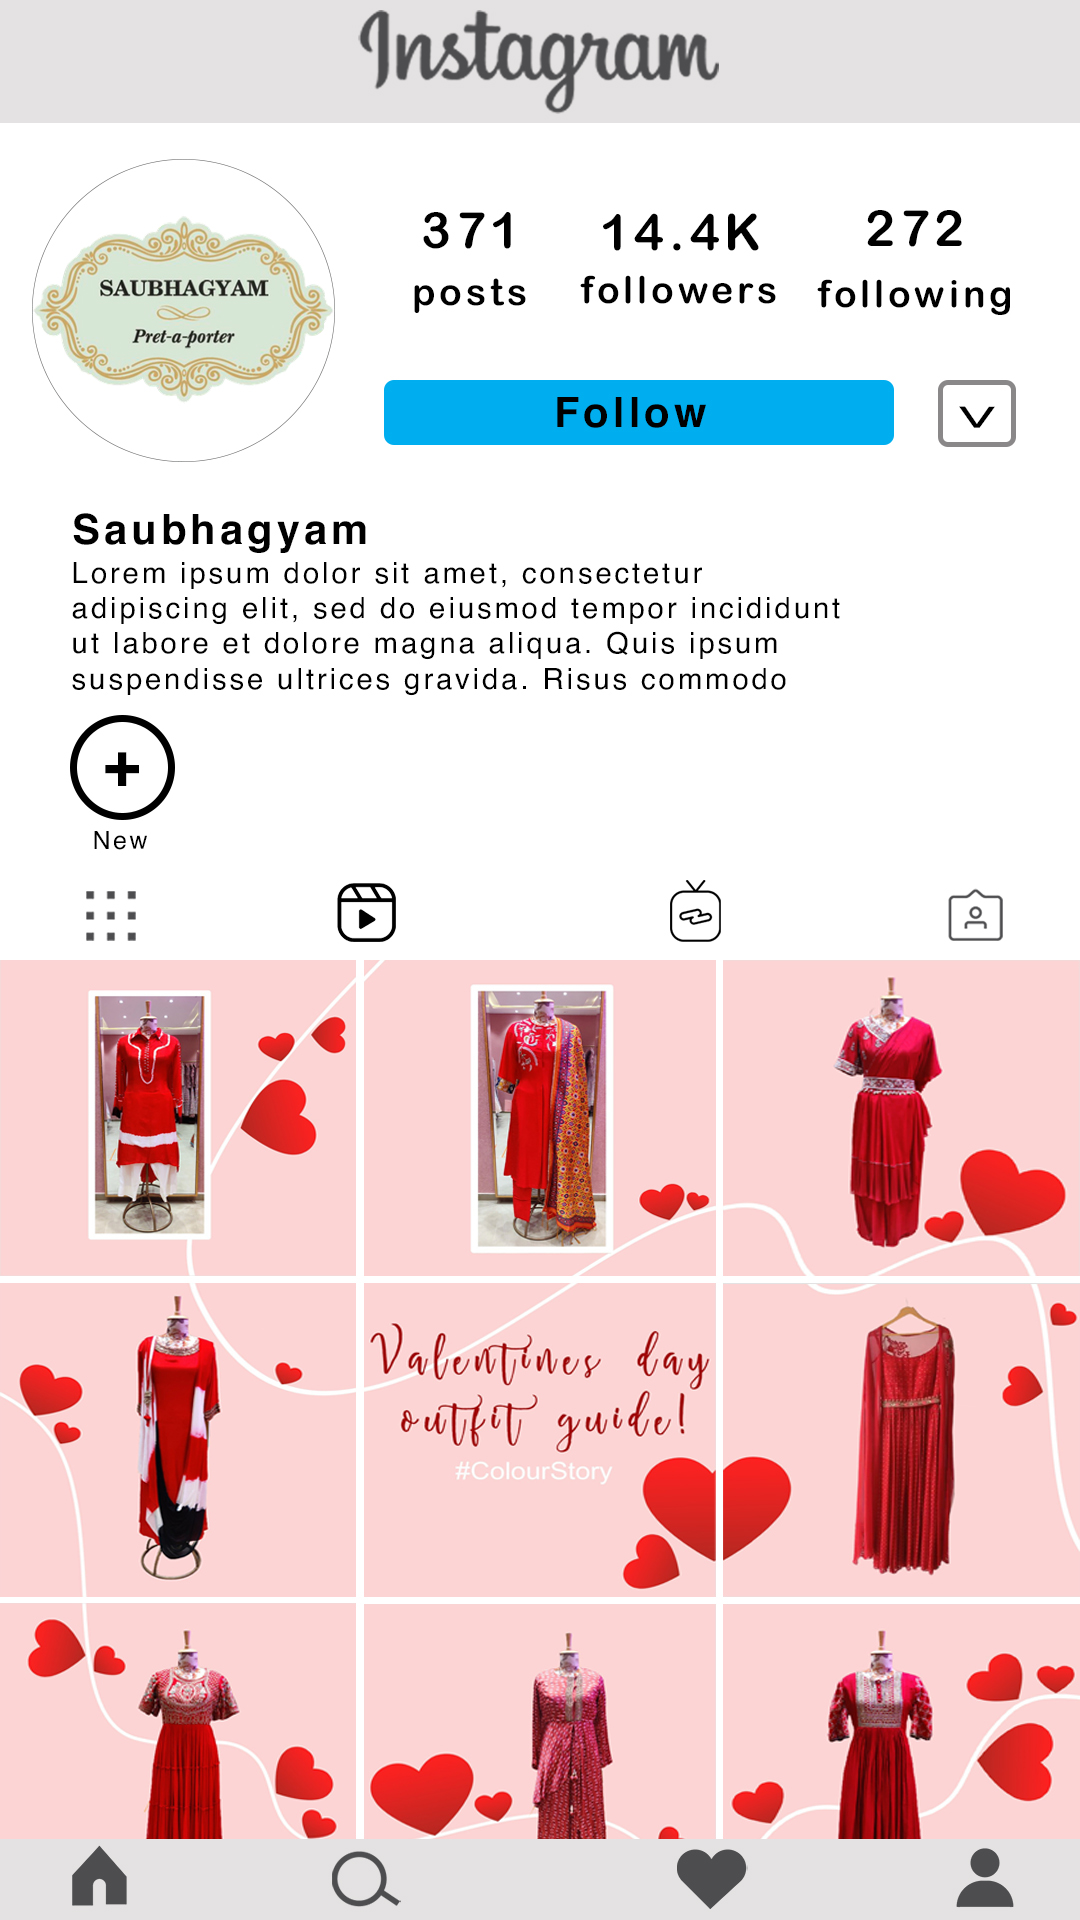 Instagram
SAUBHAGYAM
Pret-a-porter
371 14.4K 272
posts followers following
Follow
Saubhagyam
Lorem ipsum dolor sit amet, consectetur
adipiscing elit, sed do eiusmod tempor incididunt
ut labore et dolore magna aliqua. Quis ipsum
suspendisse ultrices gravida. Risus commodo
New
Valentines day
outfit guide!
#ColourStory